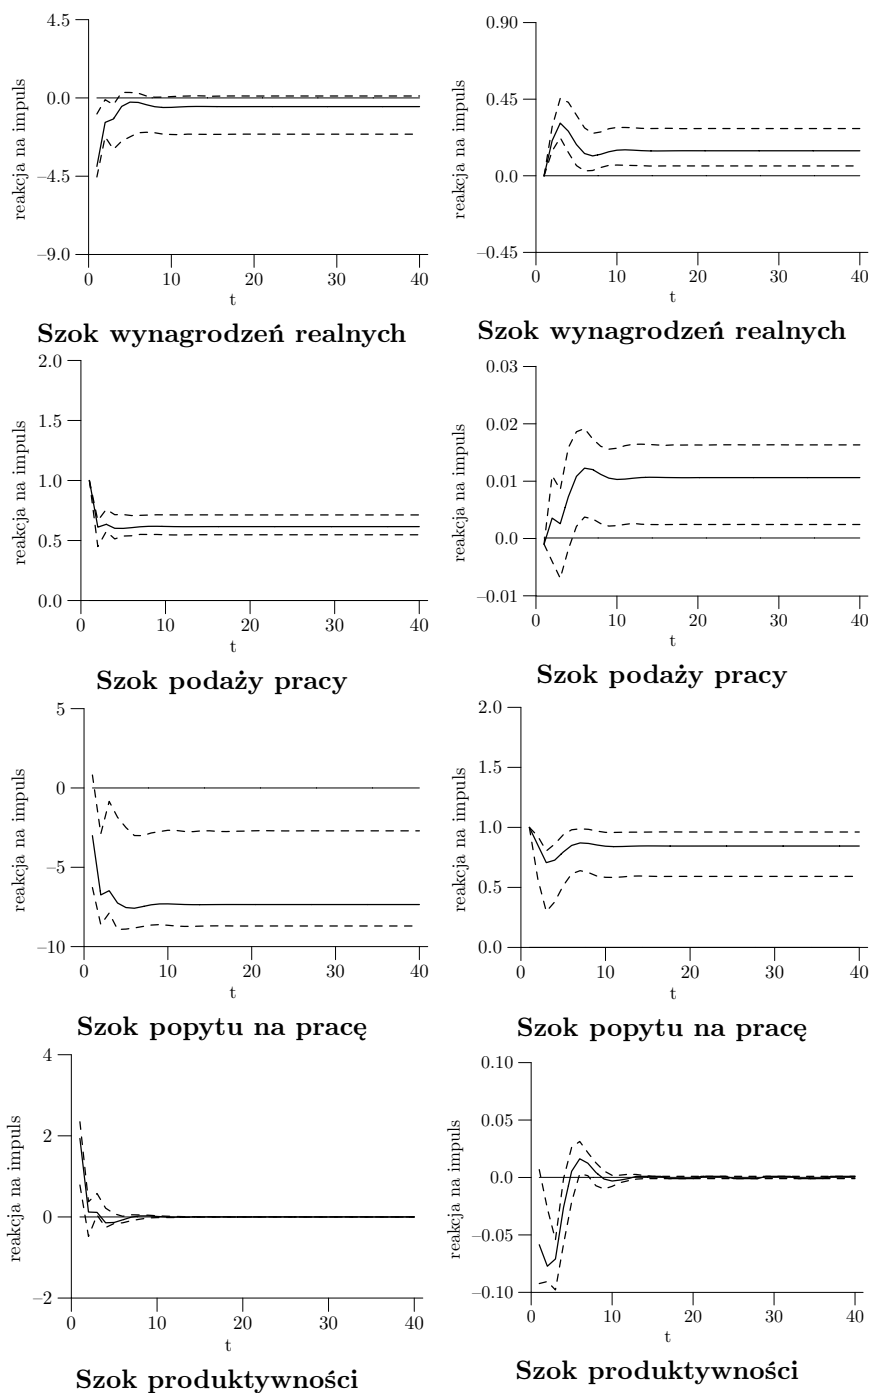 4.5
0.0
−4.5
−9.0
reakcja na impuls
0 10 20 30 40
t
Szok wynagrodzeń realnych
0.90
0.45
0.0
−0.45
reakcja na impuls
0 10 20 30 40
t
Szok wynagrodzeń realnych
2.0
1.5
1.0
0.5
0.0
reakcja na impuls
0 10 20 30 40
t
Szok podaży pracy
0.03
0.02
0.01
0.0
−0.01
reakcja na impuls
0 10 20 30 40
t
Szok podaży pracy
5
0
−5
−10
reakcja na impuls
0 10 20 30 40
t
Szok popytu na pracę
2.0
1.5
1.0
0.5
0.0
reakcja na impuls
0 10 20 30 40
t
Szok popytu na pracę
4
2
0
−2
reakcja na impuls
0 10 20 30 40
t
Szok produktywności
0.10
0.05
0.0
−0.05
−0.10
reakcja na impuls
0 10 20 30 40
t
Szok produktywności